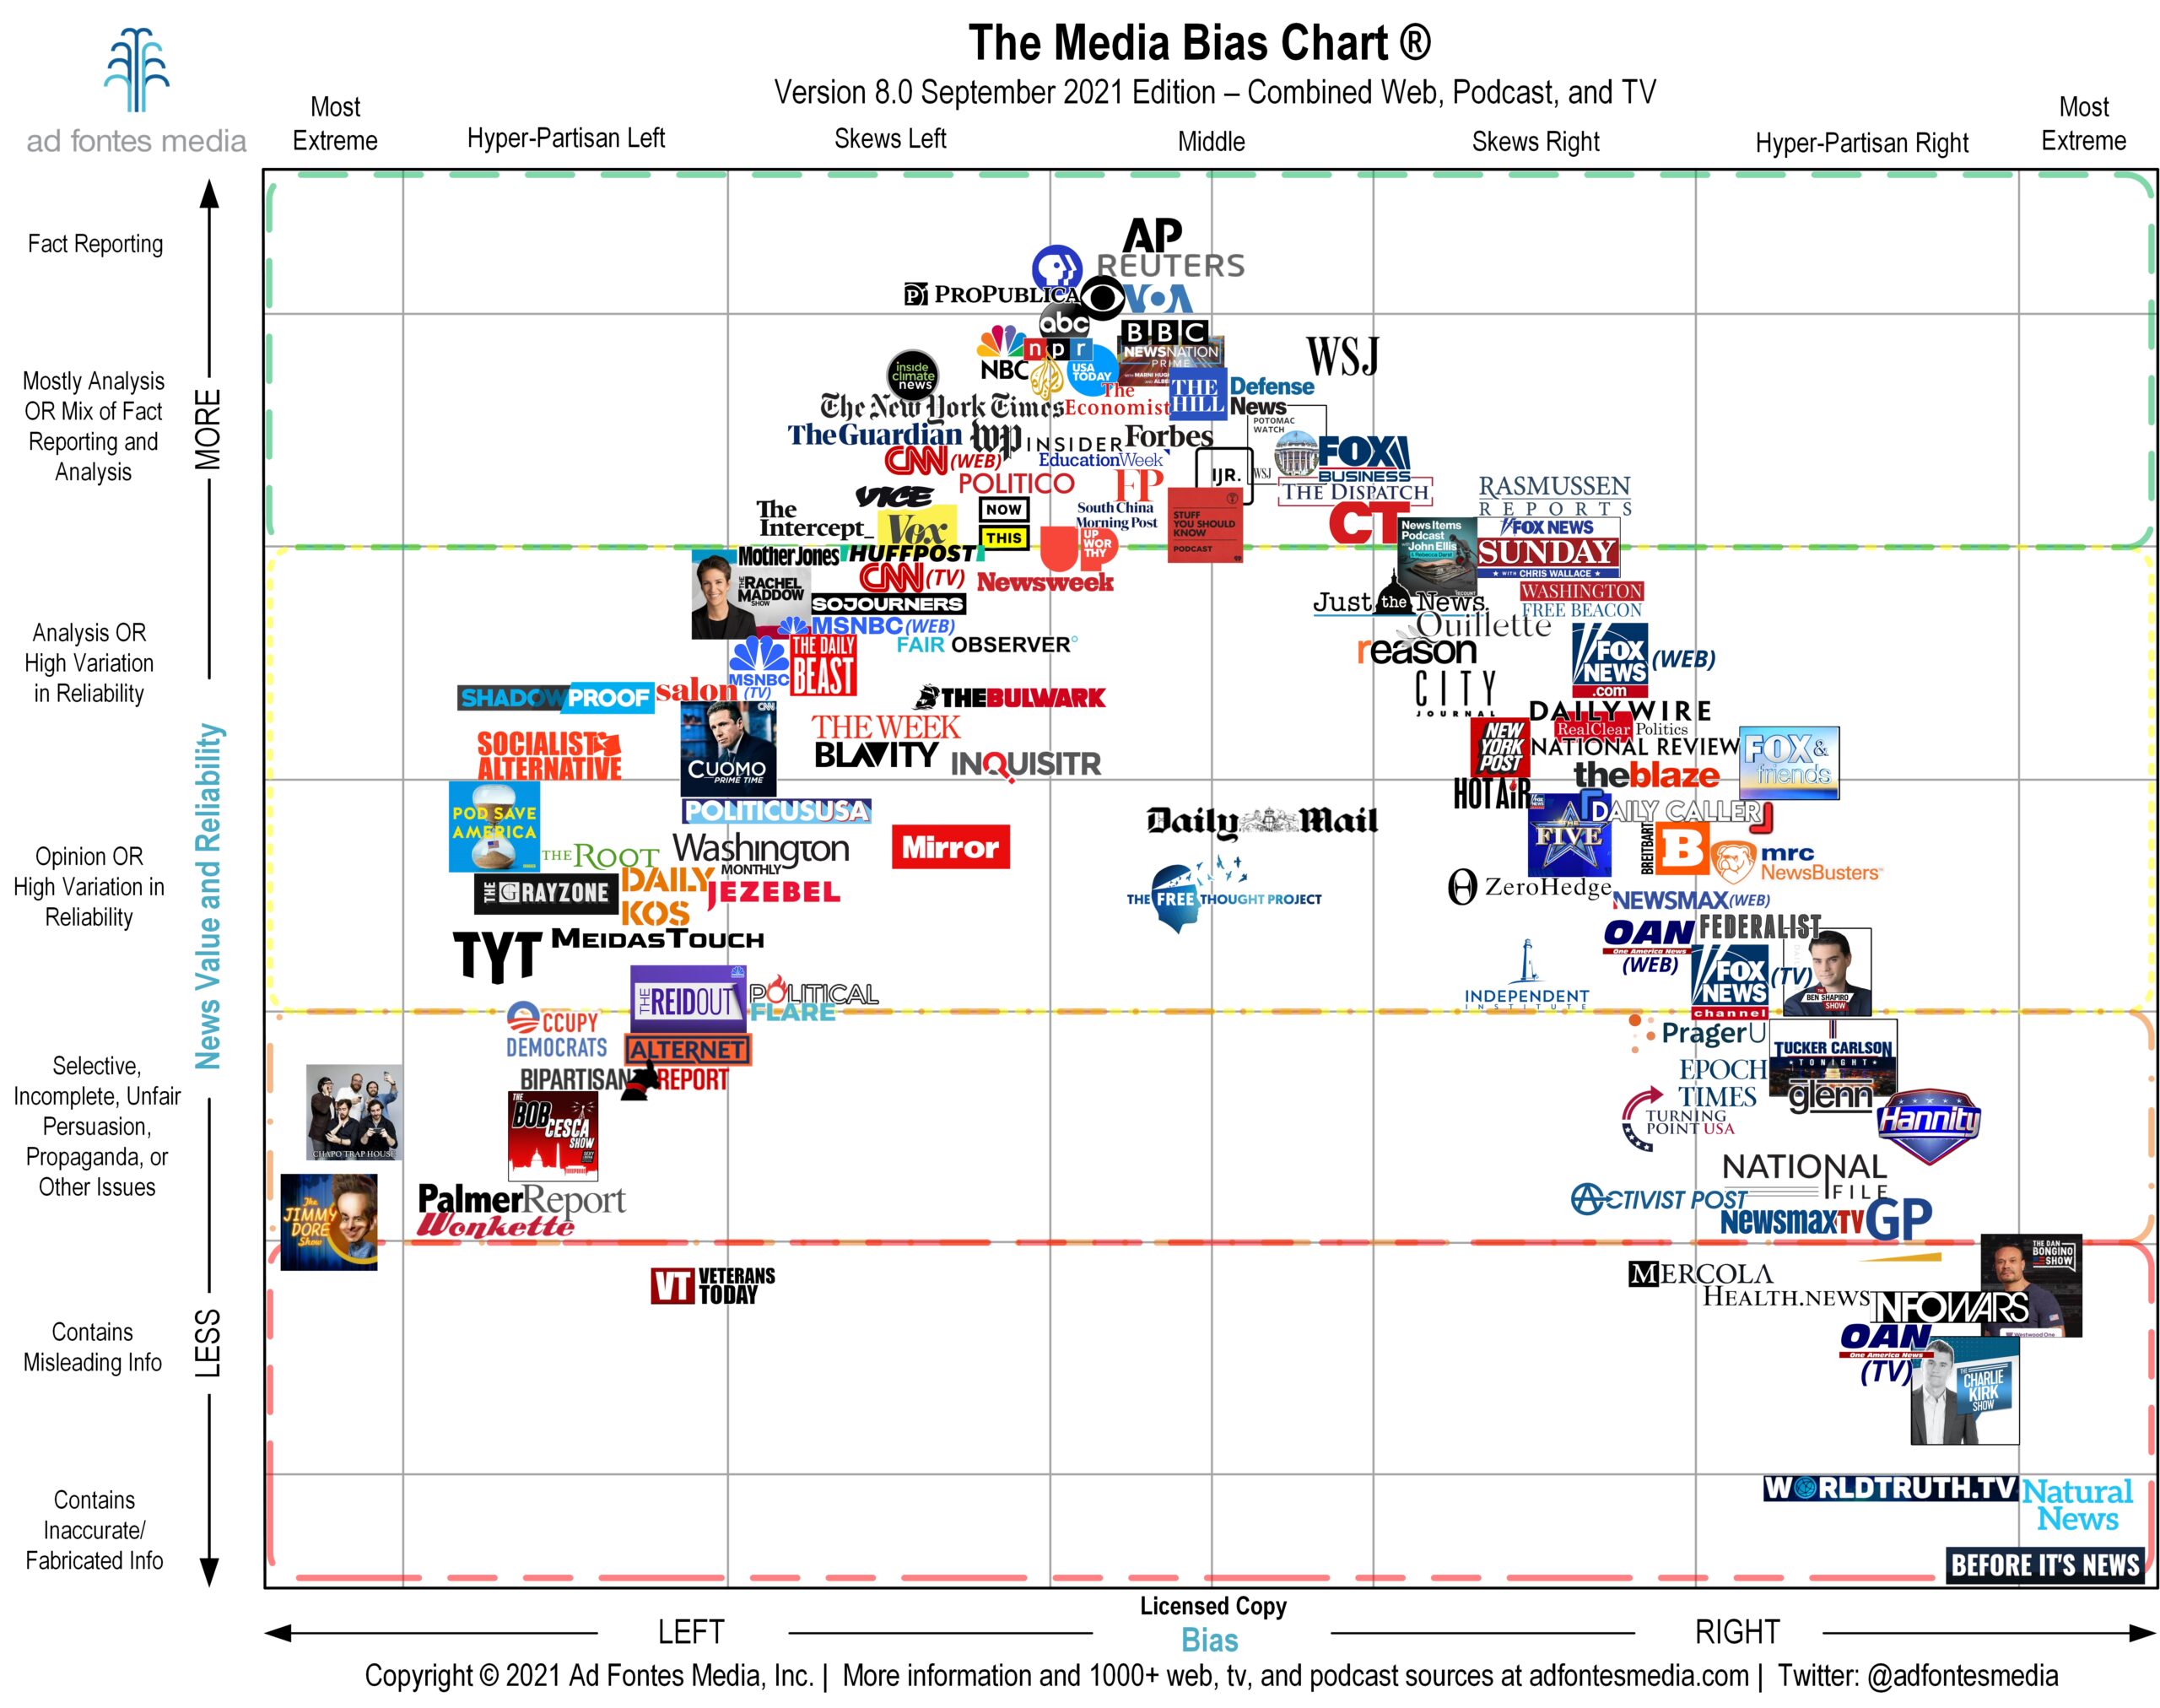 The Media Bias Chart ®
Version 8.0 September 2021 Edition – Combined Web, Podcast, and TV
ad fontes media
Most
Extreme
Hyper-Partisan Left
Skews Left
Middle
Skews Right
Hyper-Partisan Right
Most
Extreme
News Value and Reliability
MORE
LESS
Fact Reporting
Mostly Analysis
OR Mix of Fact
Reporting and
Analysis
Analysis OR
High Variation
in Reliability
Opinion OR
High Variation in
Reliability
Selective,
Incomplete, Unfair
Persuasion,
Propaganda, or
Other Issues
Contains
Misleading Info
Contains
Inaccurate/
Fabricated Info
AP
REUTERS
PROPUBLICA
VOA
abc
BBC
NEWSNATION
PRIME
WSJ
NBC
npr
USA
TODAY
inside
climate
news
The
Economist
THE
HILL
Defense
News
The New York Times
POTOMAC
WATCH
WSJ
TheGuardian
wp
INSIDER
Forbes
CNN (WEB)
EducationWeek
IJR.
FOX
BUSINESS
POLITICO
FP
THE DISPATCH
RASMUSSEN
REPORTS
VICE
The
Intercept_
Vox
NOW
THIS
South China
Morning Post
STUFF
YOU SHOULD
KNOW
PODCAST
CT
News Items
Podcast
with John Ellis
FOX NEWS
SUNDAY
WITH CHRIS WALLACE
UP
WOR
THY
Mother Jones
HUFFPOST
THE
RACHEL
MADDOW
SHOW
CNN (TV)
Newsweek
SOJOURNERS
Just the News
WASHINGTON
FREE BEACON
MSNBC (WEB)
FAIR OBSERVER
Quillette
reason
FOX
NEWS
.com
(WEB)
MSNBC
(TV)
THE DAILY
BEAST
SHADOWPROOF
salon
THE BULWARK
CITY
JOURNAL
DAILY WIRE
RealClear Politics
NATIONAL REVIEW
CNN
CUOMO
PRIME TIME
THE WEEK
BLAVITY
INQUISITR
NEW
YORK
POST
FOX &
friends
SOCIALIST
ALTERNATIVE
theblaze
HOT AiR
POD SAVE
AMERICA
POLITICUSUSA
Daily Mail
THE
FIVE
DAILY CALLER
THE ROOT
Washington
MONTHLY
Mirror
BREITBART
B
mrc
NewsBusters
THE GRAYZONE
DAILY
KOS
JEZEBEL
THE FREE THOUGHT PROJECT
ZeroHedge
NEWSMAX (WEB)
TYT
MEIDASTOUCH
OAN
One America News
(WEB)
FEDERALIST
FOX
NEWS
channel
(TV)
THE
BEN SHAPIRO
SHOW
THE REIDOUT
POLITICAL
FLARE
INDEPENDENT
INSTITUTE
OCCUPY
DEMOCRATS
ALTERNET
PragerU
TUCKER CARLSON
TONIGHT
BIPARTISAN REPORT
EPOCH
TIMES
glenn
CHAPO TRAP HOUSE
THE
BOB
CESCA
SHOW
TURNING
POINT USA
Hannity
NATIONAL
FILE
The
JIMMY
DORE
Show
PalmerReport
Wonkette
ACTIVIST POST
NewsmaxTV
GP
VT VETERANS
TODAY
MERCOLA
HEALTH.NEWS
THE DAN
BONGINO
SHOW
Westwood One
INFOWARS
OAN
One America News
(TV)
THE
CHARLIE
KIRK
SHOW
WORLDTRUTH.TV
Natural
News
BEFORE IT'S NEWS
Licensed Copy
LEFT
Bias
RIGHT
Copyright © 2021 Ad Fontes Media, Inc. | More information and 1000+ web, tv, and podcast sources at adfontesmedia.com | Twitter: @adfontesmedia